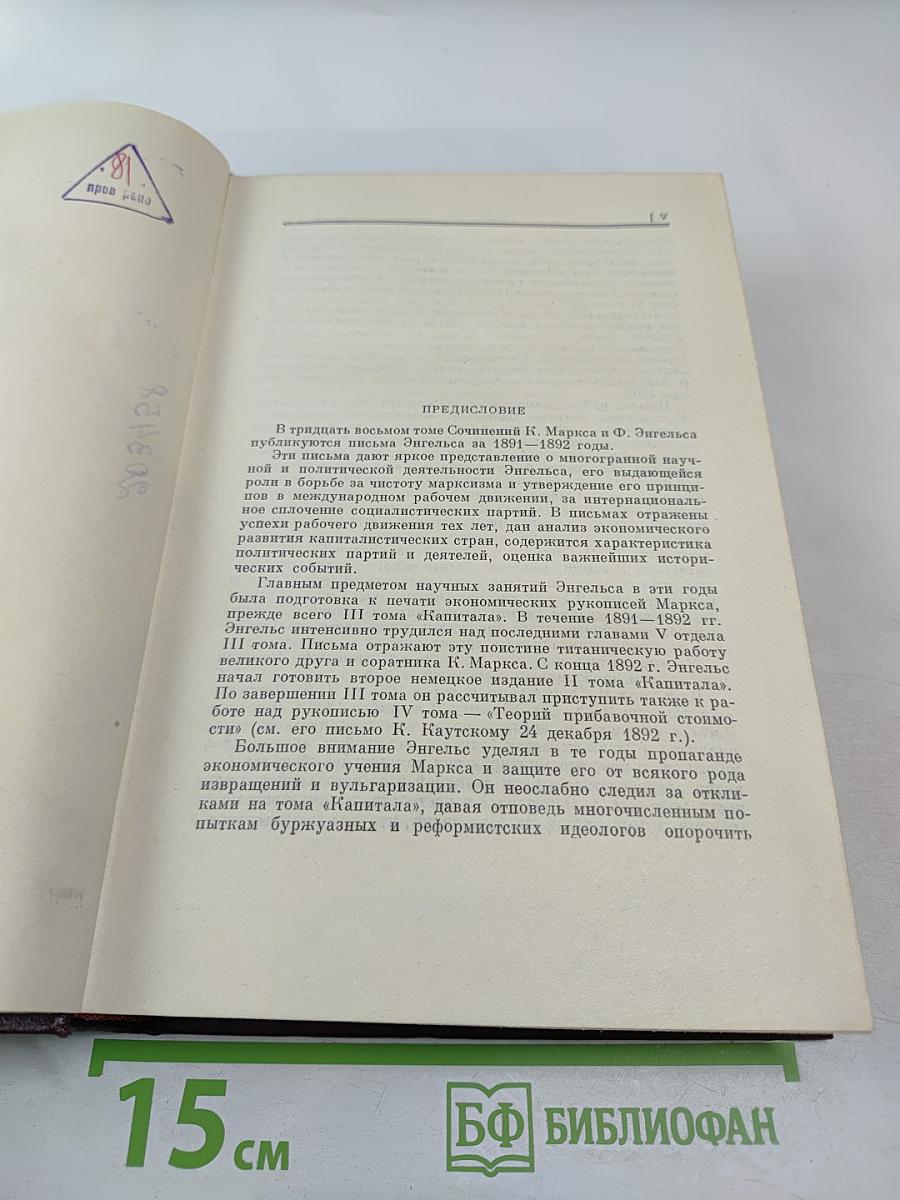 81
пров рено
[ V
ПРЕДИСЛОВИЕ
В тридцать восьмом томе Сочинений К. Маркса и Ф. Энгельса
публикуются письма Энгельса за 1891—1892 годы.
Эти письма дают яркое представление о многогранной науч-
ной и политической деятельности Энгельса, его выдающейся
роли в борьбе за чистоту марксизма и утверждение его принци-
пов в международном рабочем движении, за интернациональ-
ное сплочение социалистических партий. В письмах отражены
успехи рабочего движения тех лет, дан анализ экономического
развития капиталистических стран, содержится характеристика
политических партий и деятелей, оценка важнейших истори-
ческих событий.
Главным предметом научных занятий Энгельса в эти годы
была подготовка к печати экономических рукописей Маркса,
прежде всего III тома «Капитала». В течение 1891—1892 гг.
Энгельс интенсивно трудился над последними главами V отдела
III тома. Письма отражают эту поистине титаническую работу
великого друга и соратника К. Маркса. С конца 1892 г. Энгельс
начал готовить второе немецкое издание II тома «Капитала».
По завершении III тома он рассчитывал приступить также к ра-
боте над рукописью IV тома — «Теорий прибавочной стоимо-
сти» (см. его письмо К. Каутскому 24 декабря 1892 г.).
Большое внимание Энгельс уделял в те годы пропаганде
экономического учения Маркса и защите его от всякого рода
извращений и вульгаризации. Он неослабно следил за откли-
ками на тома «Капитала», давая отповедь многочисленным по-
пыткам буржуазных и реформистских идеологов опорочить
15 см
БФ БИБЛИОФАН